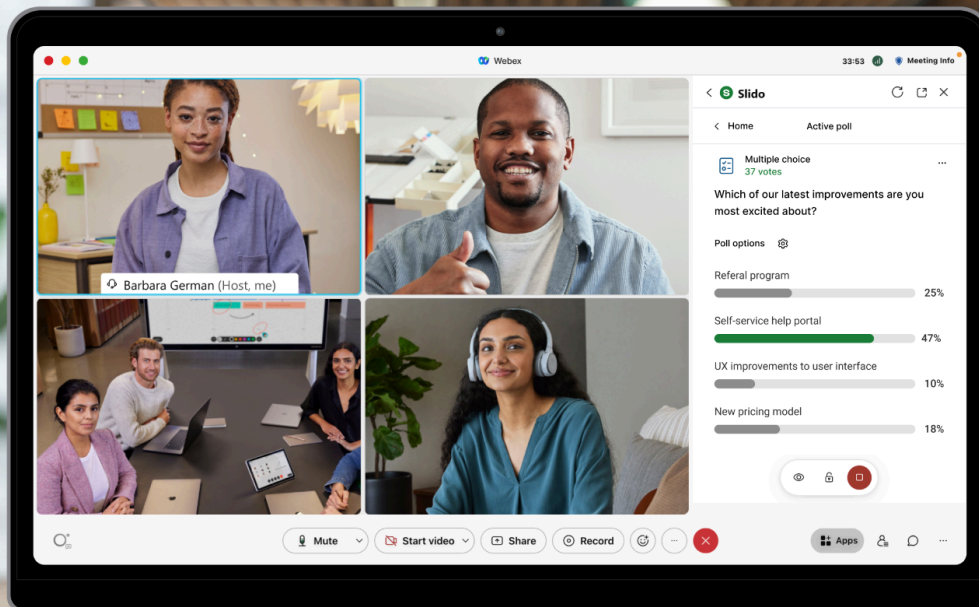 Webex
33:53
Meeting Info
S Slido
Home
Active poll
Multiple choice
37 votes
Which of our latest improvements are you
most excited about?
Poll options
Referal program
25%
Self-service help portal
47%
UX improvements to user interface
10%
New pricing model
18%
Barbara German (Host, me)
Mute
Start video
Share
Record
Apps